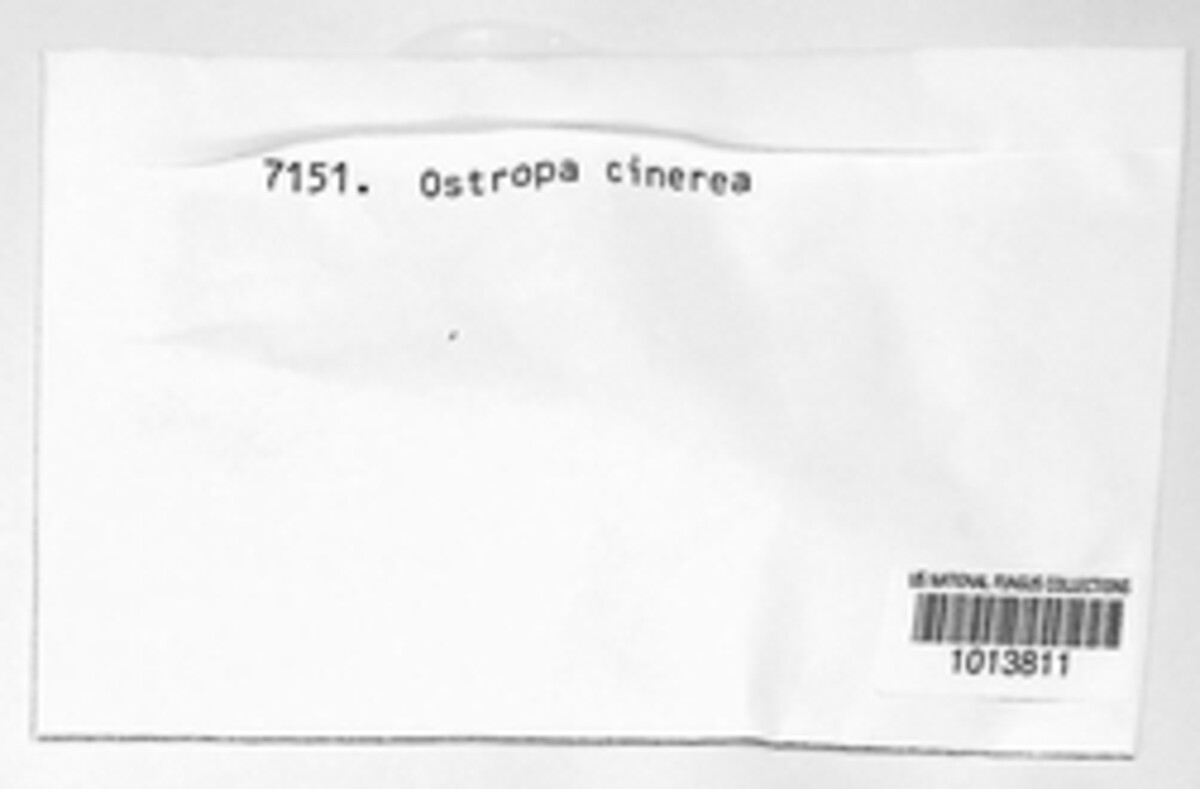 7151. Ostropa cinerea
US NATIONAL FUNGUS COLLECTIONS
1013811